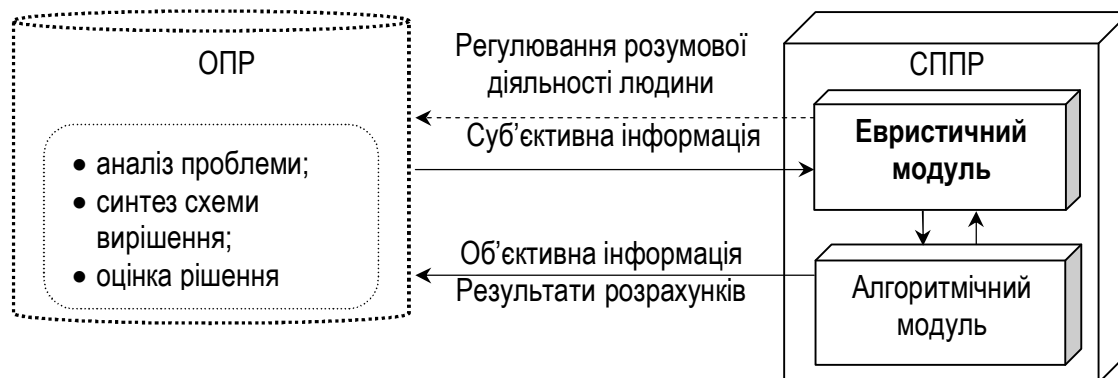 ОПР
• аналіз проблеми;
• синтез схеми
вирішення;
• оцінка рішення
Регулювання розумової
діяльності людини
Суб’єктивна інформація
Об’єктивна інформація
Результати розрахунків
СППР
Евристичний
модуль
Алгоритмічний
модуль